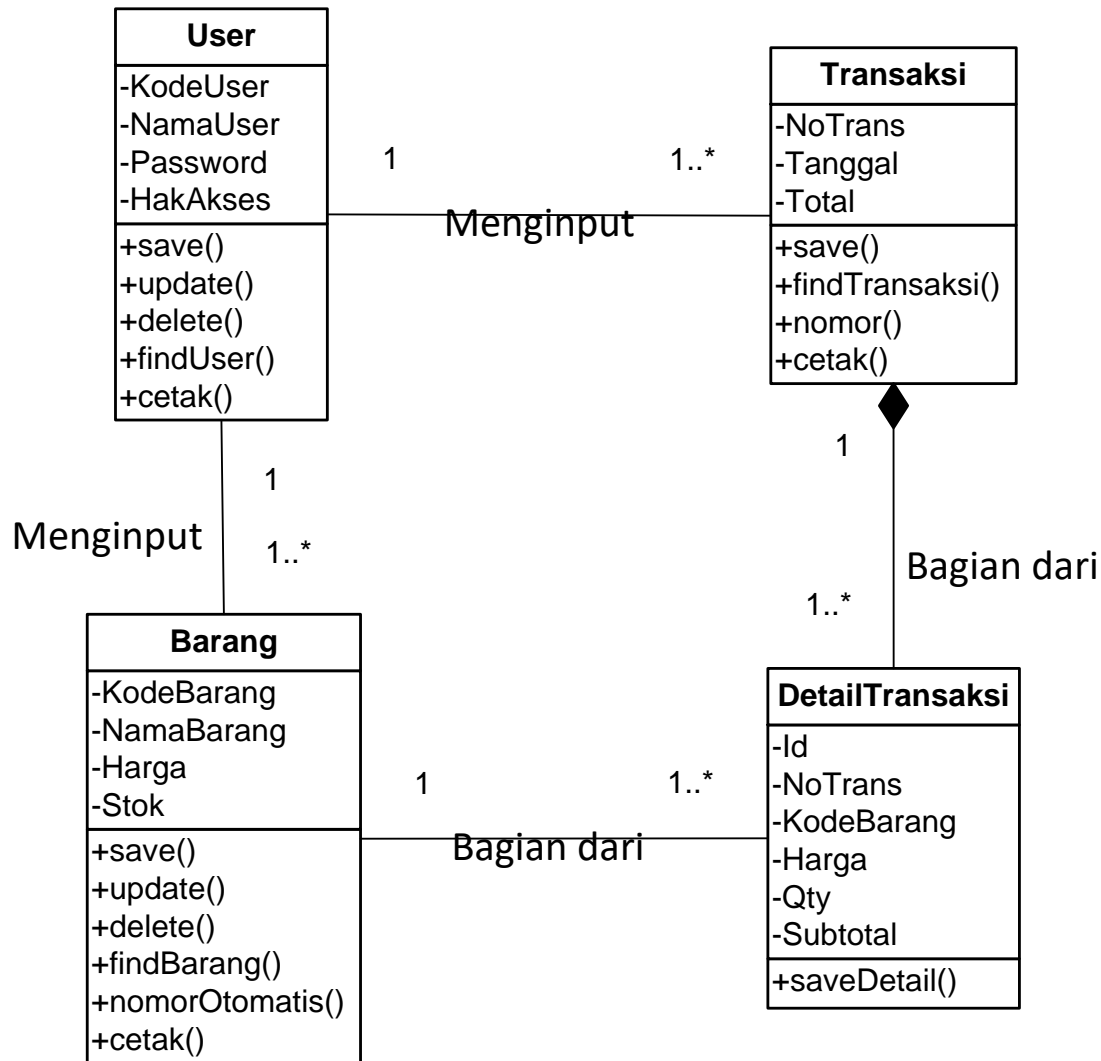 User
-KodeUser
-NamaUser
-Password
-HakAkses
+save()
+update()
+delete()
+findUser()
+cetak()
1
1..*
Menginput
Transaksi
-NoTrans
-Tanggal
-Total
+save()
+findTransaksi()
+nomor()
+cetak()
1
1..*
Menginput
1
1..*
Bagian dari
Barang
-KodeBarang
-NamaBarang
-Harga
-Stok
+save()
+update()
+delete()
+findBarang()
+nomorOtomatis()
+cetak()
1
1..*
Bagian dari
DetailTransaksi
-Id
-NoTrans
-KodeBarang
-Harga
-Qty
-Subtotal
+saveDetail()